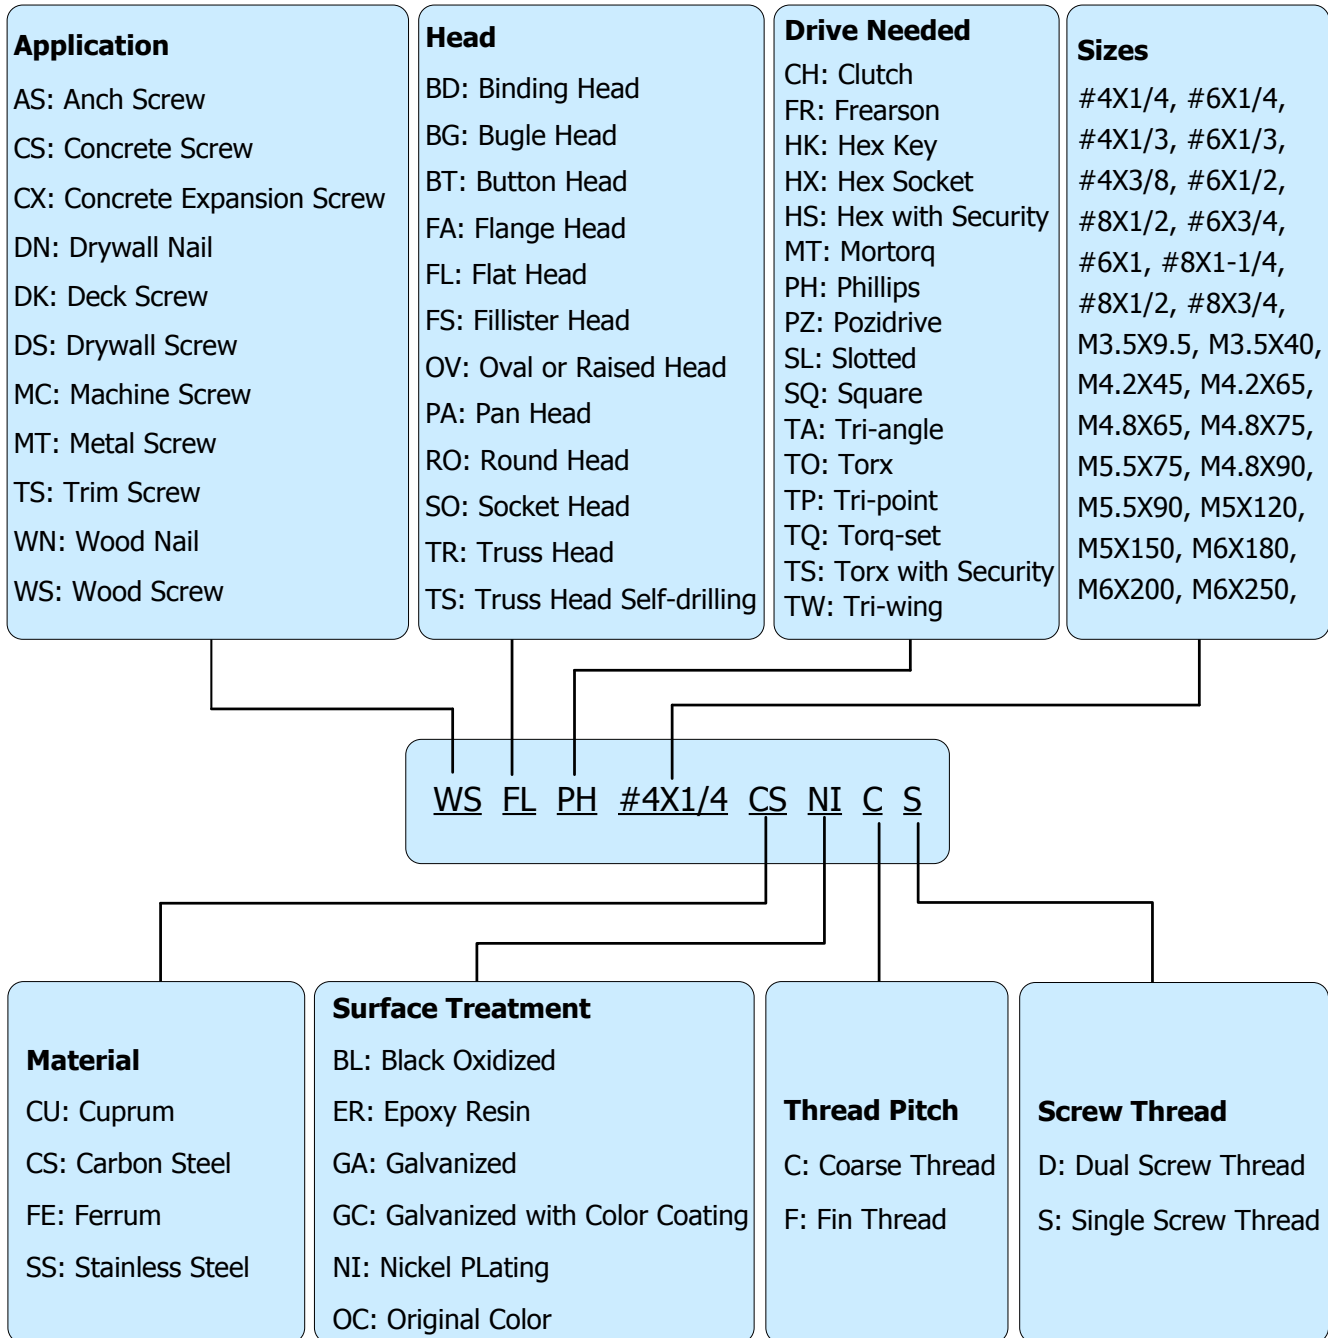 Application
AS: Anch Screw
CS: Concrete Screw
CX: Concrete Expansion Screw
DN: Drywall Nail
DK: Deck Screw
DS: Drywall Screw
MC: Machine Screw
MT: Metal Screw
TS: Trim Screw
WN: Wood Nail
WS: Wood Screw
Head
BD: Binding Head
BG: Bugle Head
BT: Button Head
FA: Flange Head
FL: Flat Head
FS: Fillister Head
OV: Oval or Raised Head
PA: Pan Head
RO: Round Head
SO: Socket Head
TR: Truss Head
TS: Truss Head Self-drilling
Drive Needed
CH: Clutch
FR: Frearson
HK: Hex Key
HX: Hex Socket
HS: Hex with Security
MT: Mortorq
PH: Phillips
PZ: Pozidrive
SL: Slotted
SQ: Square
TA: Tri-angle
TO: Torx
TP: Tri-point
TQ: Torq-set
TS: Torx with Security
TW: Tri-wing
Sizes
#4X1/4, #6X1/4,
#4X1/3, #6X1/3,
#4X3/8, #6X1/2,
#8X1/2, #6X3/4,
#6X1, #8X1-1/4,
#8X1/2, #8X3/4,
M3.5X9.5, M3.5X40,
M4.2X45, M4.2X65,
M4.8X65, M4.8X75,
M5.5X75, M4.8X90,
M5.5X90, M5X120,
M5X150, M6X180,
M6X200, M6X250,
WS FL PH #4X1/4 CS NI C S
Material
CU: Cuprum
CS: Carbon Steel
FE: Ferrum
SS: Stainless Steel
Surface Treatment
BL: Black Oxidized
ER: Epoxy Resin
GA: Galvanized
GC: Galvanized with Color Coating
NI: Nickel PLating
OC: Original Color
Thread Pitch
C: Coarse Thread
F: Fin Thread
Screw Thread
D: Dual Screw Thread
S: Single Screw Thread